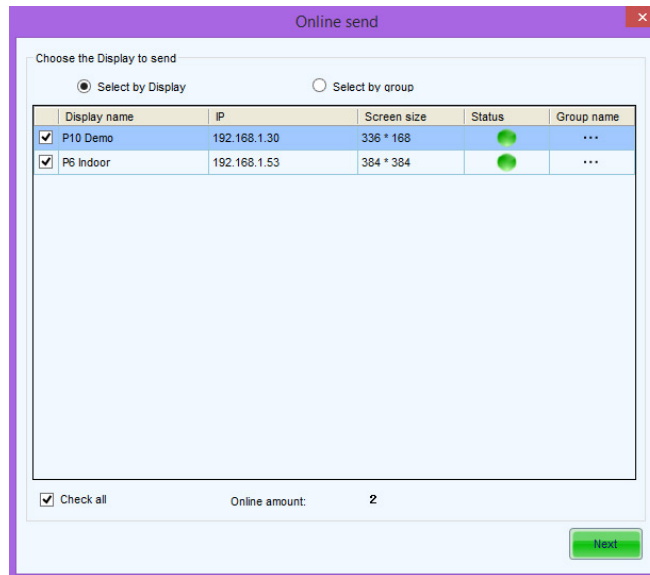 Online send
Choose the Display to send
Select by Display Select by group
Display name IP Screen size Status Group name
P10 Demo 192.168.1.30 336 * 168 ...
P6 Indoor 192.168.1.53 384 * 384 ...
Check all Online amount: 2
Next